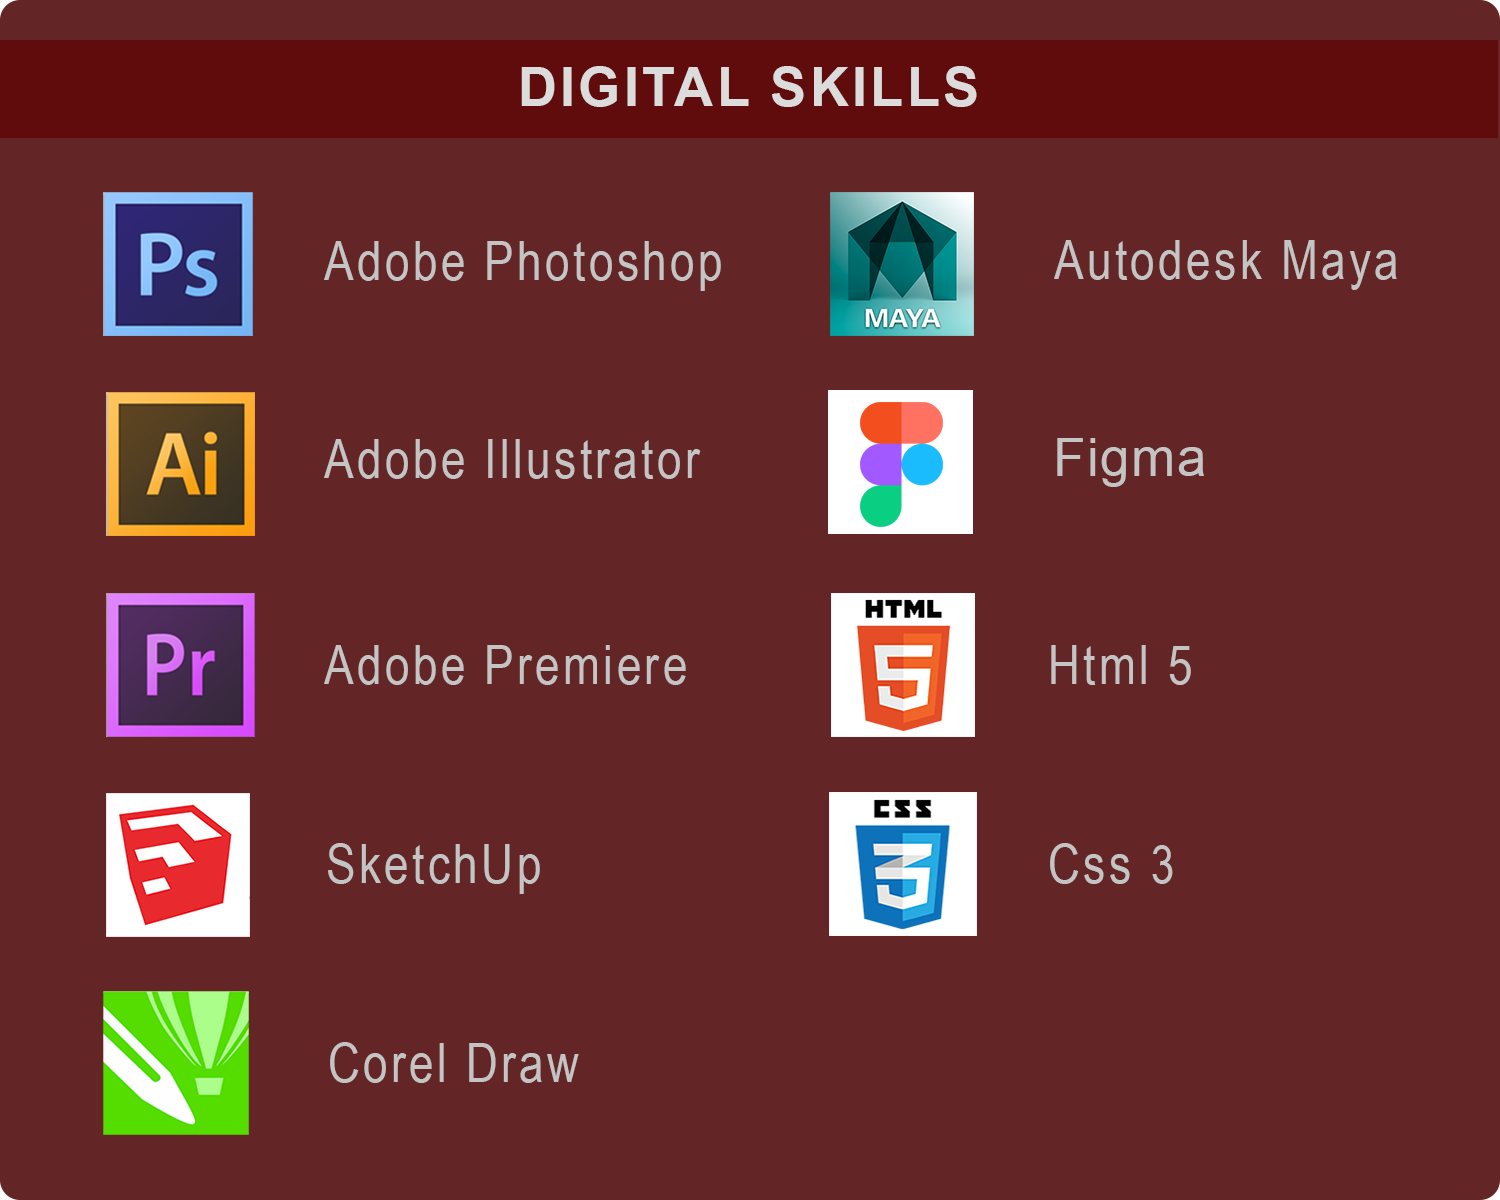 DIGITAL SKILLS
Ps
Adobe Photoshop
MAYA
Autodesk Maya
Ai
Adobe Illustrator
Figma
Pr
Adobe Premiere
HTML
5
Html 5
SketchUp
CSS
3
Css 3
Corel Draw